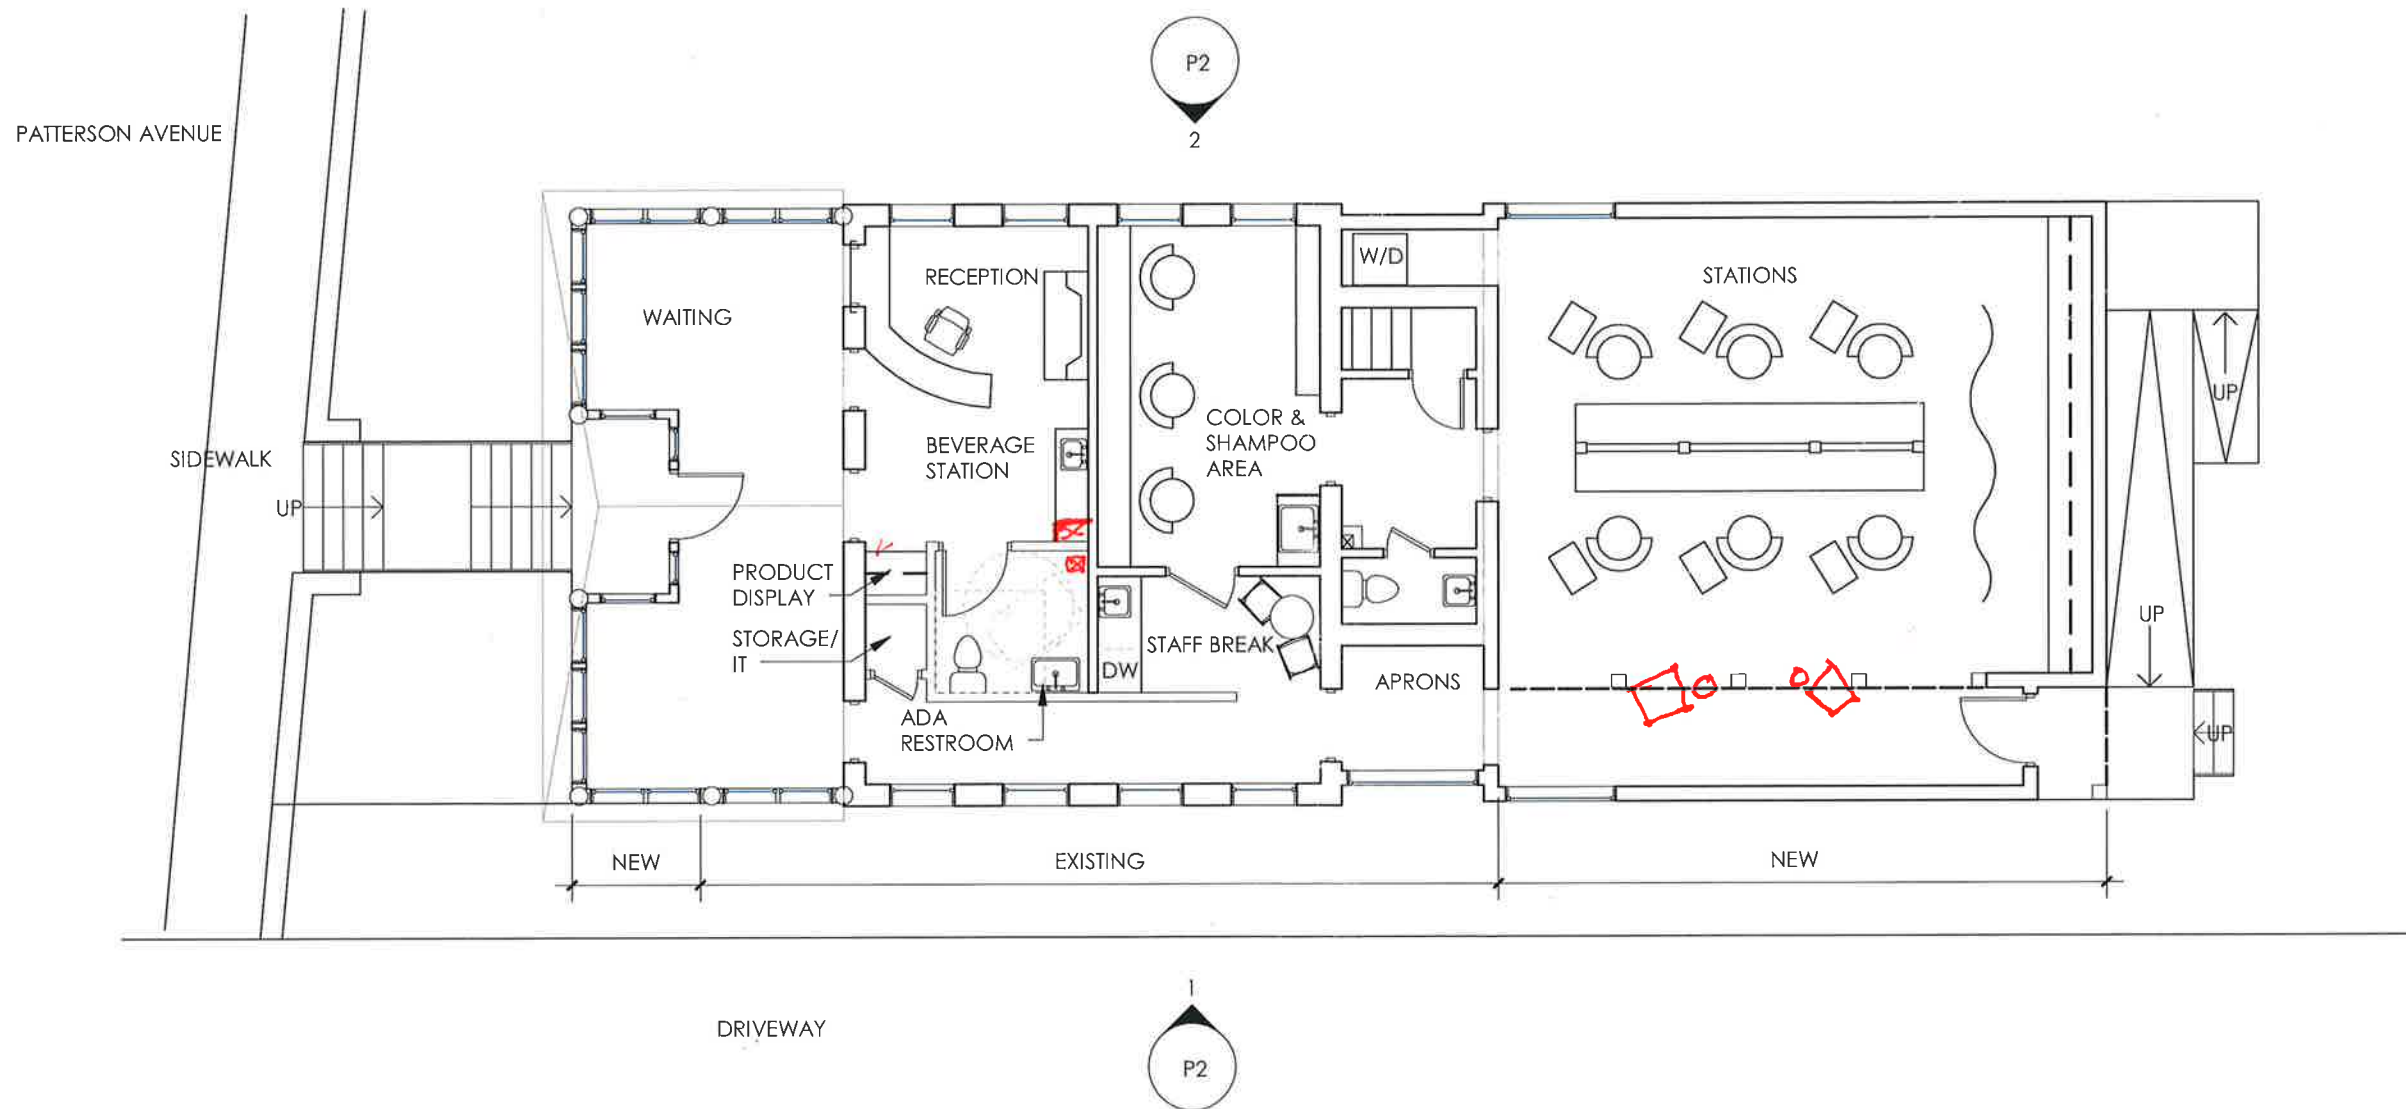 P2
2
PATTERSON AVENUE
W/D
RECEPTION
STATIONS
WAITING
UP
COLOR &
SHAMPOO
AREA
BEVERAGE
STATION
SIDEWALK
UP
PRODUCT
DISPLAY
STORAGE/
IT
STAFF BREAK
UP
DW
APRONS
ADA
RESTROOM
UP
NEW
EXISTING
NEW
1
DRIVEWAY
P2